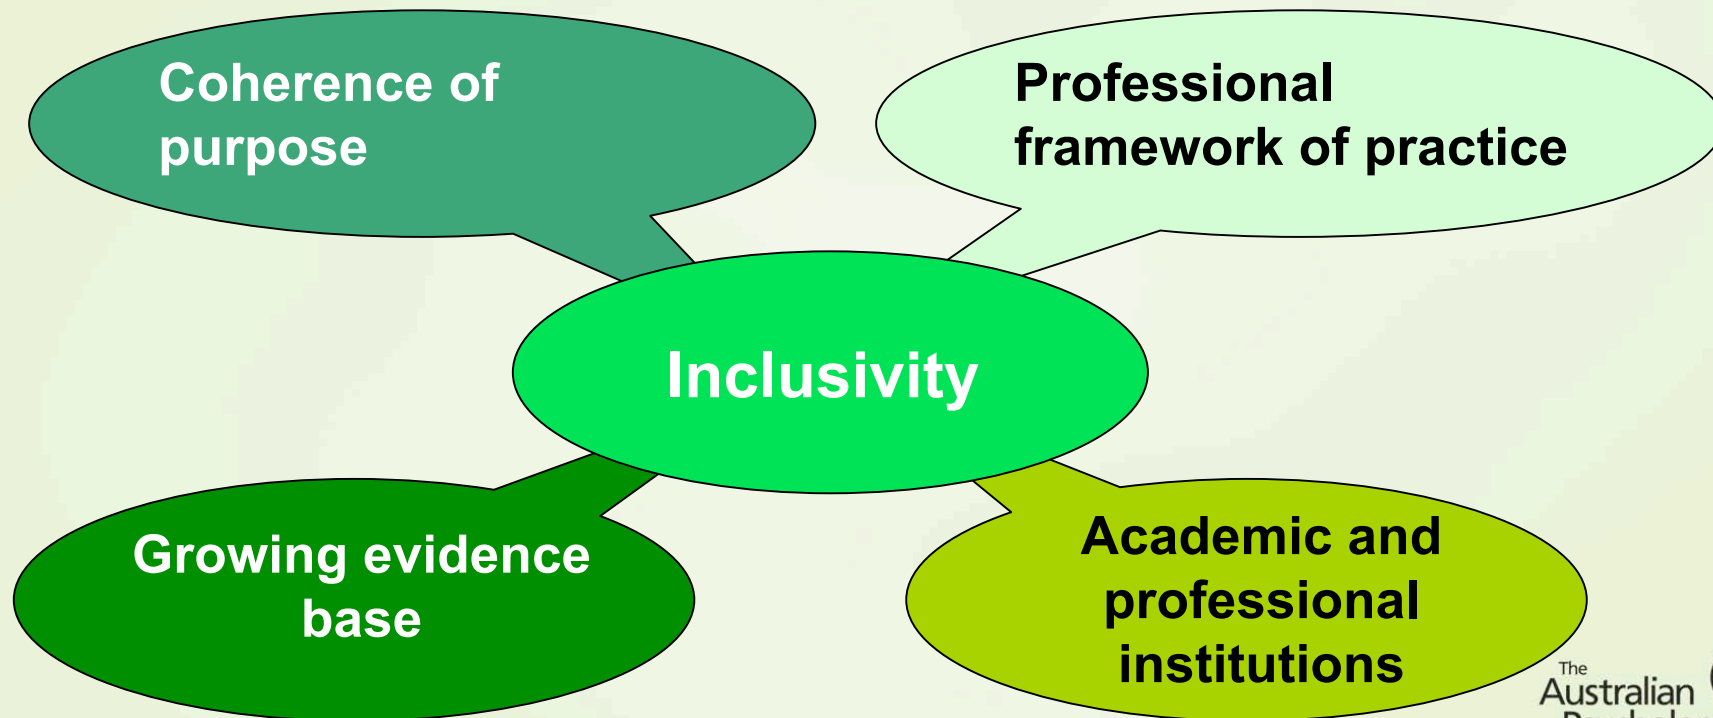 Coherence of
purpose
Professional
framework of practice
Inclusivity
Growing evidence
base
Academic and
professional
institutions
The
Australian